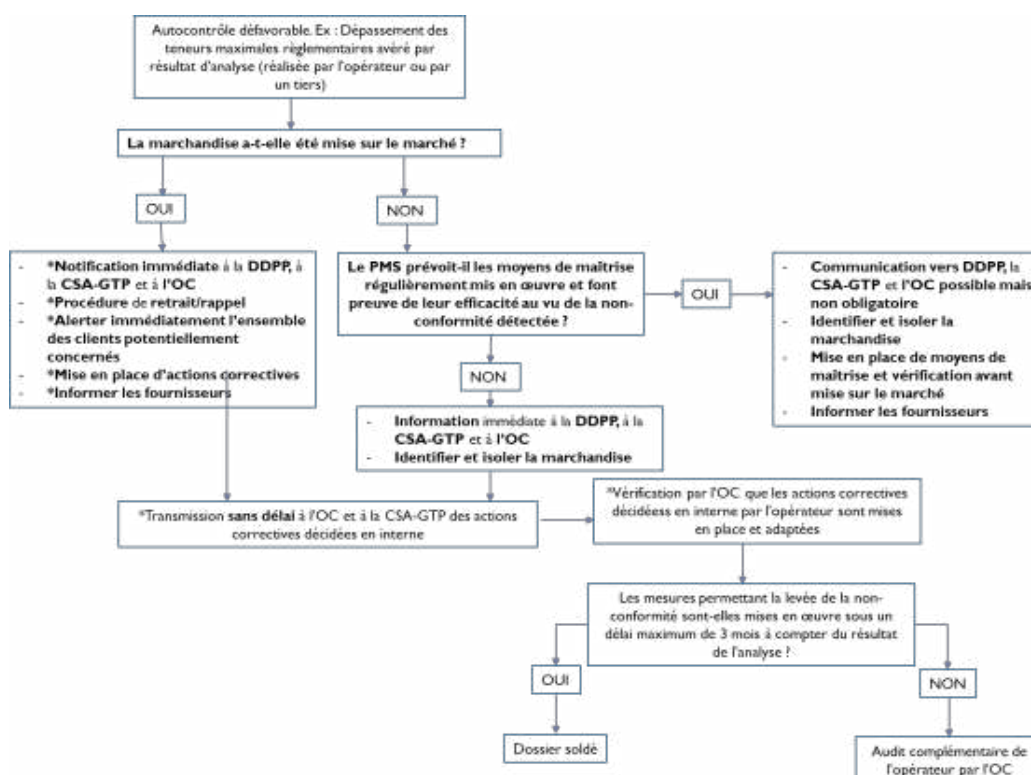 Autocontrôle défavorable. Ex : Dépassement des
teneurs maximales règlementaires avéré par
résultat d'analyse (réalisée par l'opérateur ou par
un tiers)
La marchandise a-t-elle été mise sur le marché ?
OUI
NON
- *Notification immédiate à la DDPP, à
la CSA-GTP et à l'OC
- *Procédure de retrait/rappel
- *Alerter immédiatement l'ensemble
des clients potentiellement
concernés
- *Mise en place d'actions correctives
- *Informer les fournisseurs
Le PMS prévoit-il les moyens de maîtrise
régulièrement mis en œuvre et font
preuve de leur efficacité au vu de la non-
conformité détectée ?
OUI
- Communication vers DDPP, la
CSA-GTP et l'OC possible mais
non obligatoire
- Identifier et isoler la
marchandise
- Mise en place de moyens de
maîtrise et vérification avant
mise sur le marché
- Informer les fournisseurs
NON
- Information immédiate à la DDPP, à la
CSA-GTP et à l'OC
- Identifier et isoler la marchandise
*Transmission sans délai à l'OC et à la CSA-GTP des actions
correctives décidées en interne
*Vérification par l'OC que les actions correctives
décidéess en interne par l'opérateur sont mises
en place et adaptées
Les mesures permettant la levée de la non-
conformité sont-elles mises en œuvre sous un
délai maximum de 3 mois à compter du résultat
de l'analyse ?
OUI
NON
Dossier soldé
Audit complémentaire de
l'opérateur par l'OC